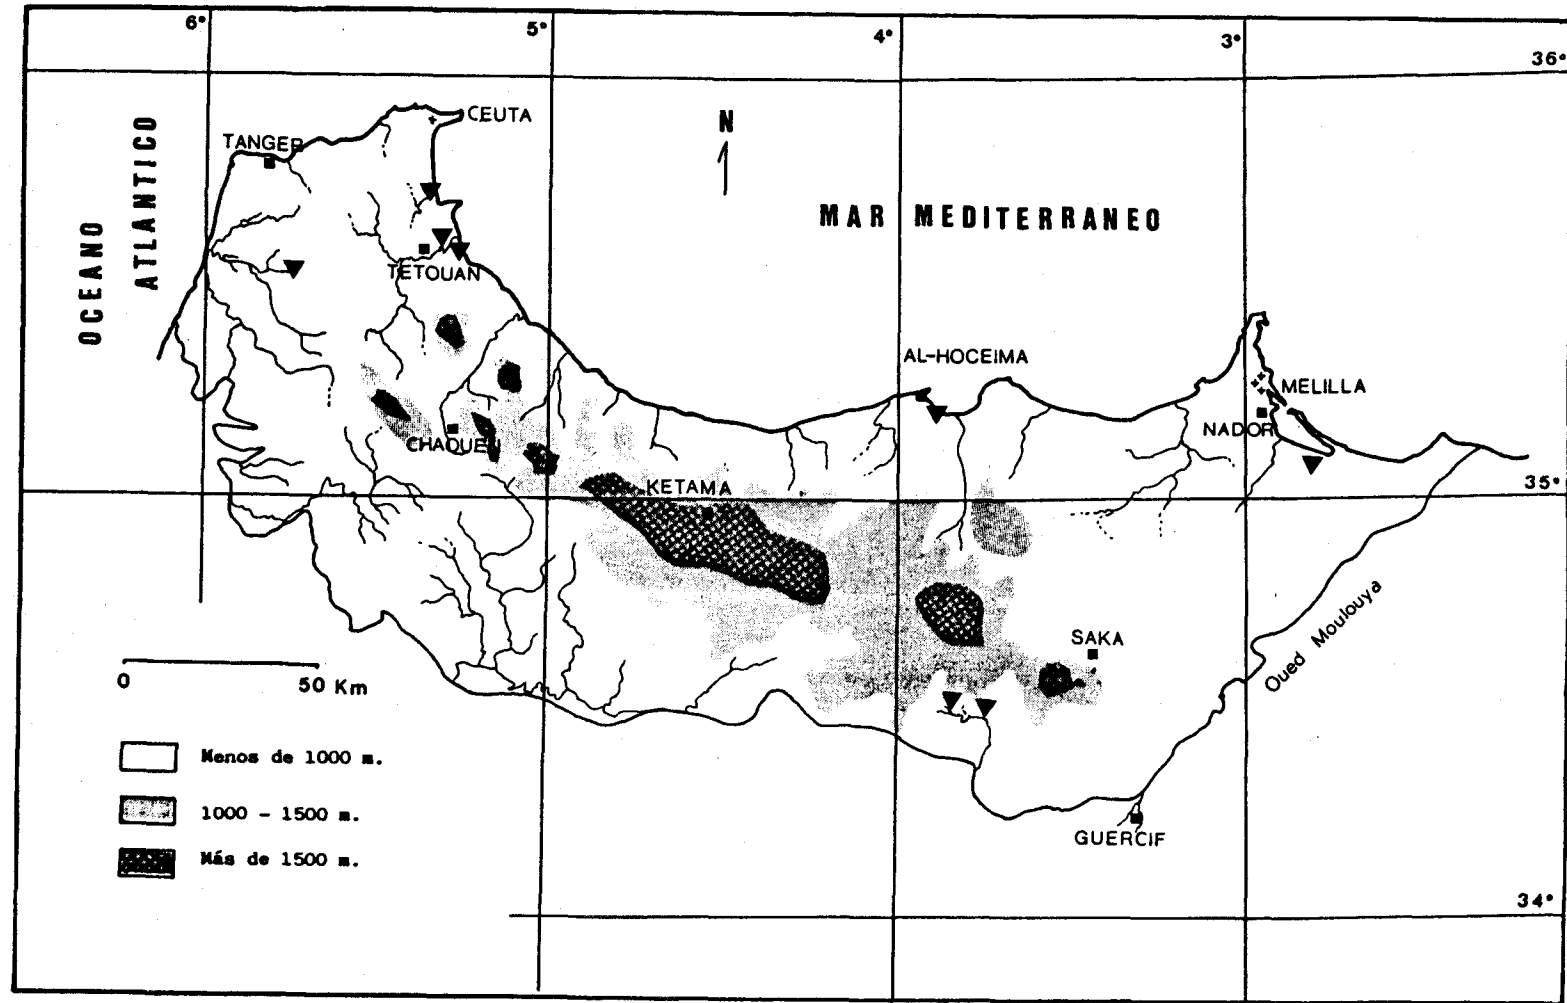 6°
5°
4°
3°
36°
CEUTA
TANGER
N
OCEANO
ATLANTICO
MAR MEDITERRANEO
TETOUAN
AL-HOCEIMA
MELILLA
NADOR
CHAOUEN
KETAMA
35°
SAKA
Oued Moulouya
0 50 Km
Menos de 1000 m.
1000 - 1500 m.
Más de 1500 m.
GUERCIF
34°